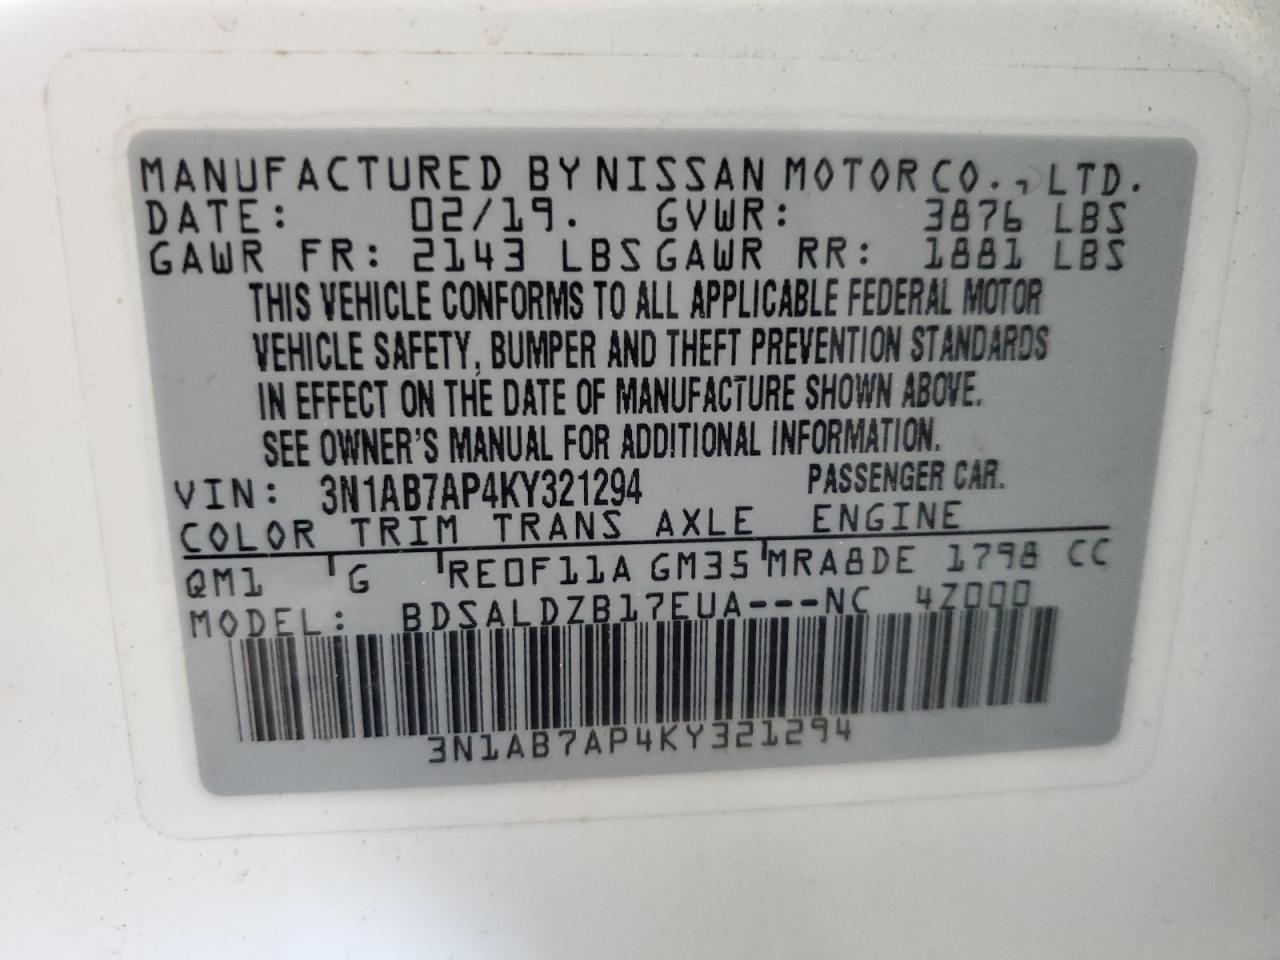 MANUFACTURED BY NISSAN MOTOR CO., LTD.
DATE: 02/19. GVWR: 3876 LBS
GAWR FR: 2143 LBS GAWR RR: 1881 LBS
THIS VEHICLE CONFORMS TO ALL APPLICABLE FEDERAL MOTOR
VEHICLE SAFETY, BUMPER AND THEFT PREVENTION STANDARDS
IN EFFECT ON THE DATE OF MANUFACTURE SHOWN ABOVE.
SEE OWNER'S MANUAL FOR ADDITIONAL INFORMATION.
VIN: 3N1AB7AP4KY321294 PASSENGER CAR.
COLOR TRIM TRANS AXLE ENGINE
QM1 G RE0F11A GM35 MRA8DE 1798 CC
MODEL: BDSALDZB17EUA---NC 4Z000
3N1AB7AP4KY321294